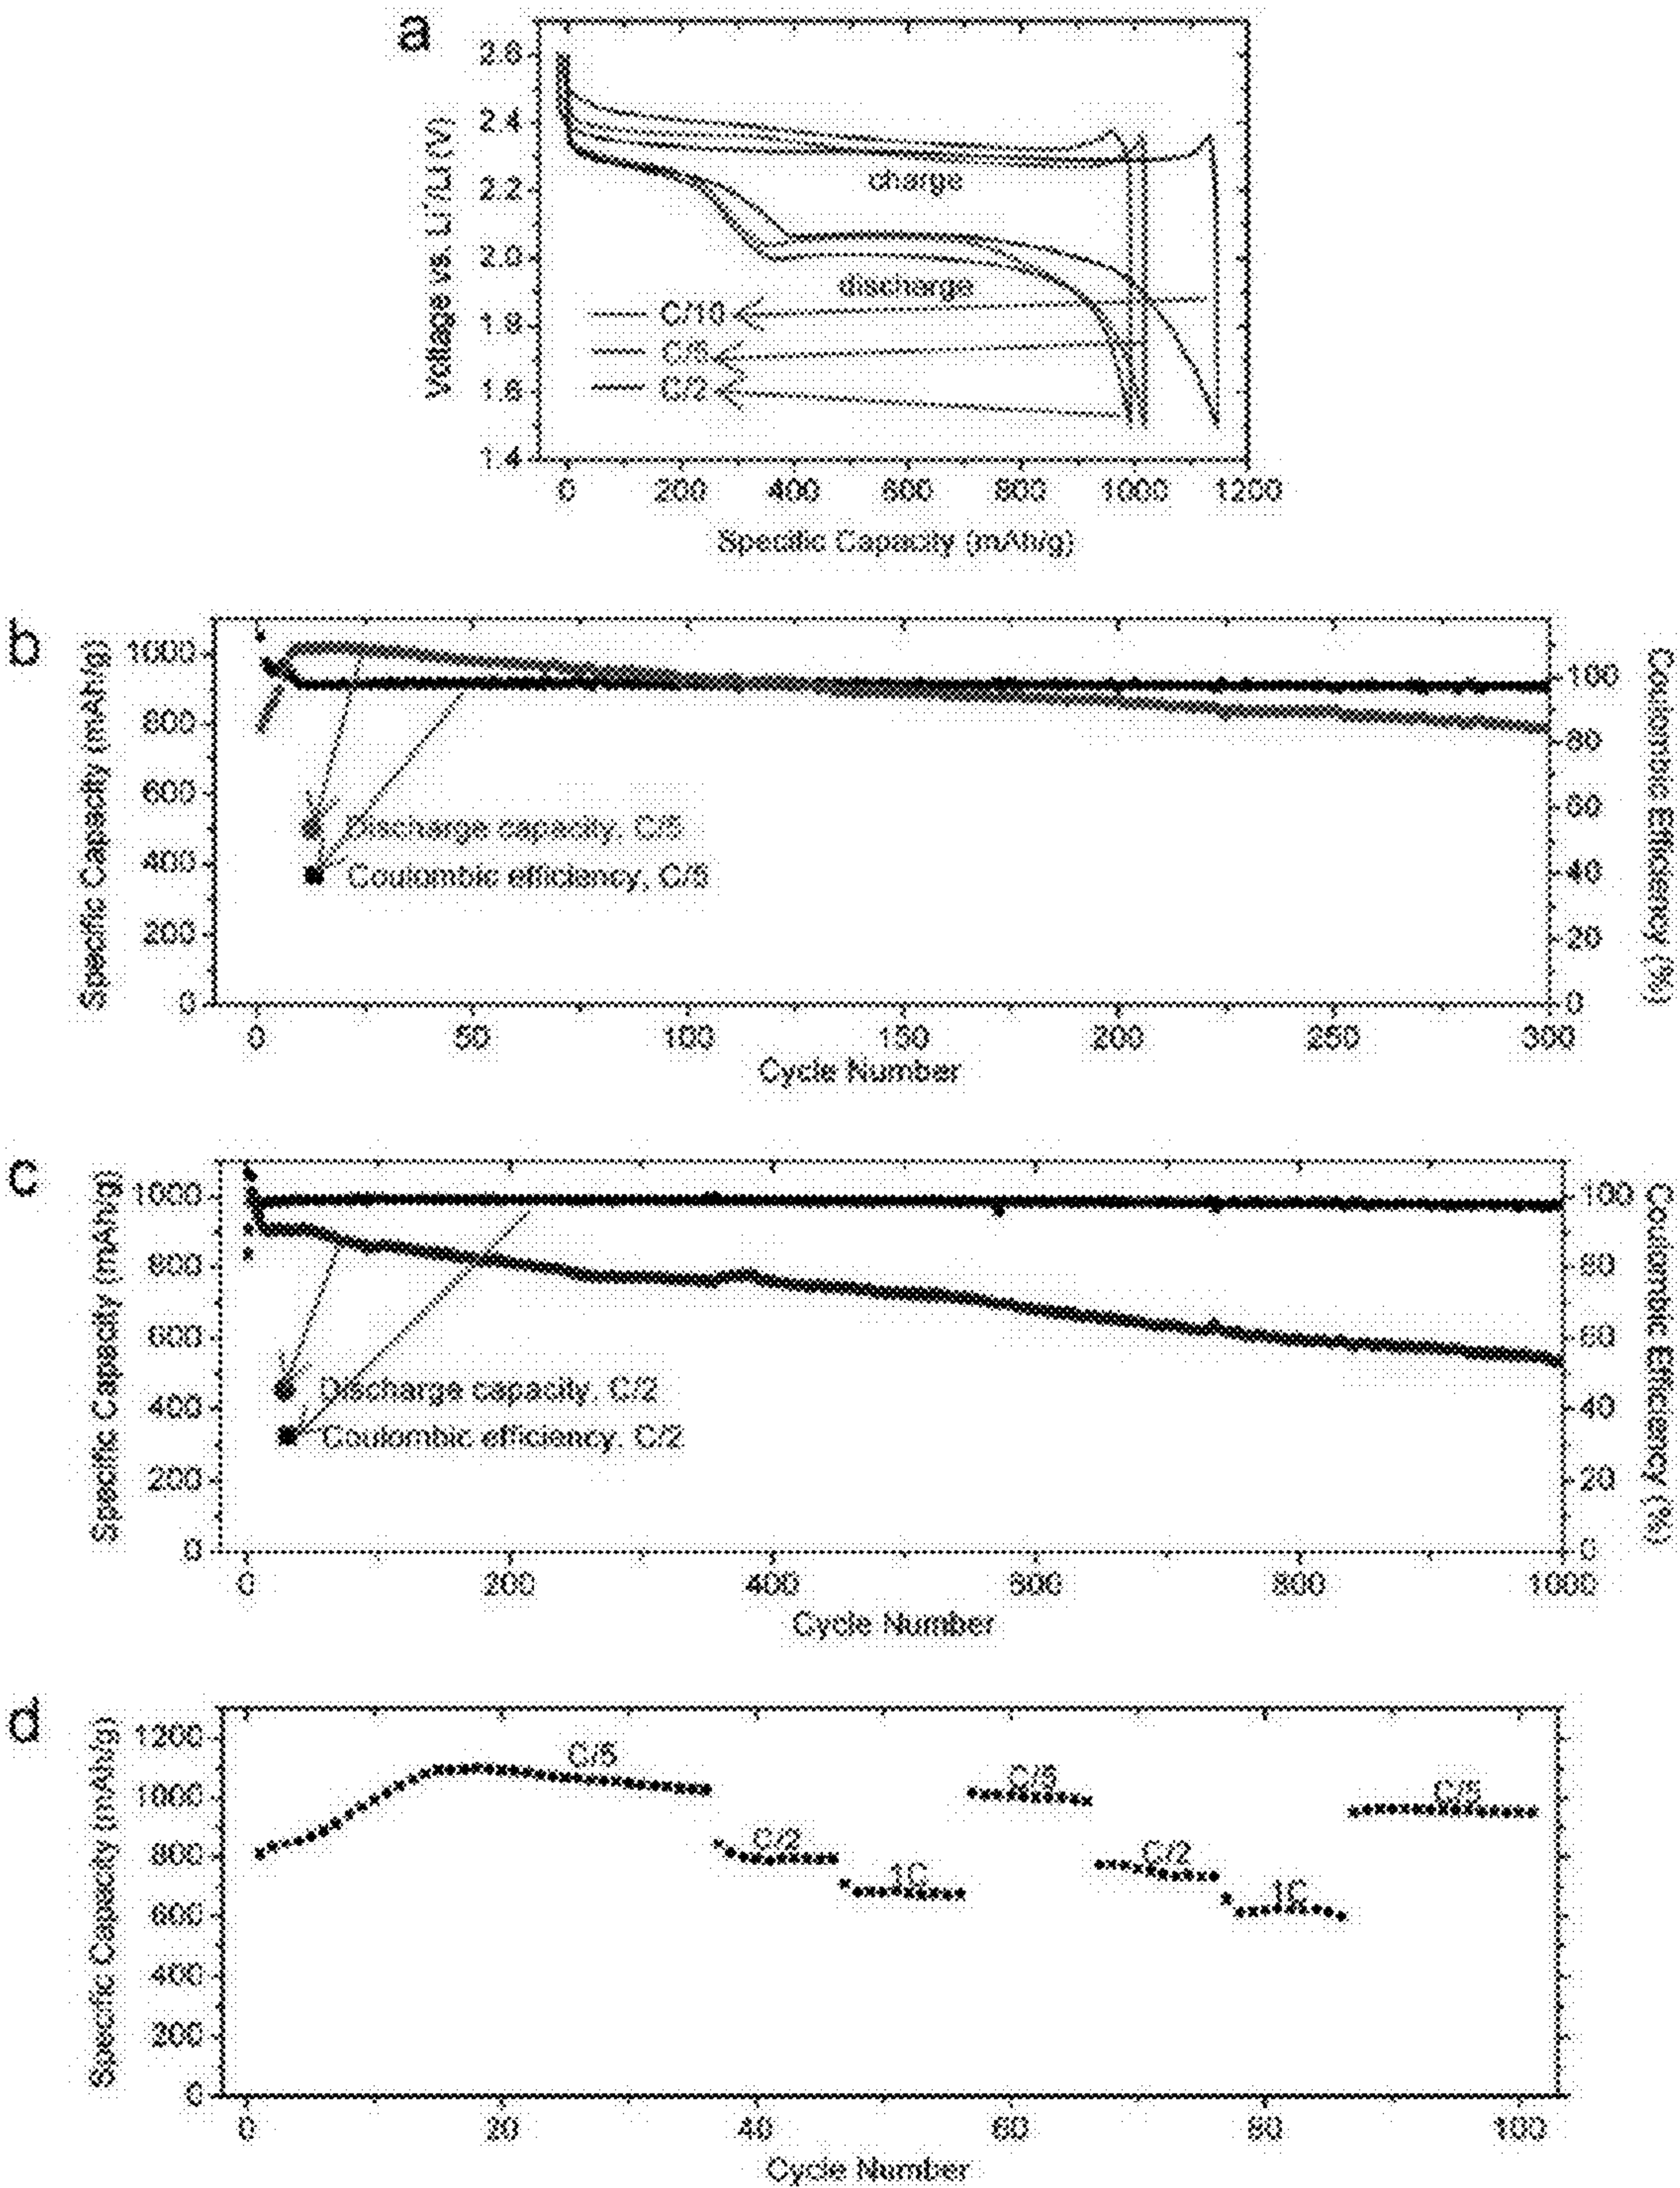 a
2.6
2.4
2.2
2.0
1.8
1.6
1.4
Voltage vs. Li⁺/Li (V)
charge
discharge
C/10
C/5
C/2
0 200 400 600 800 1000 1200
Specific Capacity (mAh/g)
b
1000
800
600
400
200
0
Specific Capacity (mAh/g)
100
80
60
40
20
0
Coulombic Efficiency (%)
Discharge capacity, C/5
Coulombic efficiency, C/5
0 50 100 150 200 250 300
Cycle Number
c
1000
800
600
400
200
0
Specific Capacity (mAh/g)
100
80
60
40
20
0
Coulombic Efficiency (%)
Discharge capacity, C/2
Coulombic efficiency, C/2
0 200 400 600 800 1000
Cycle Number
d
1200
1000
800
600
400
200
0
Specific Capacity (mAh/g)
C/5
C/2
1C
C/5
C/2
1C
C/5
0 20 40 60 80 100
Cycle Number